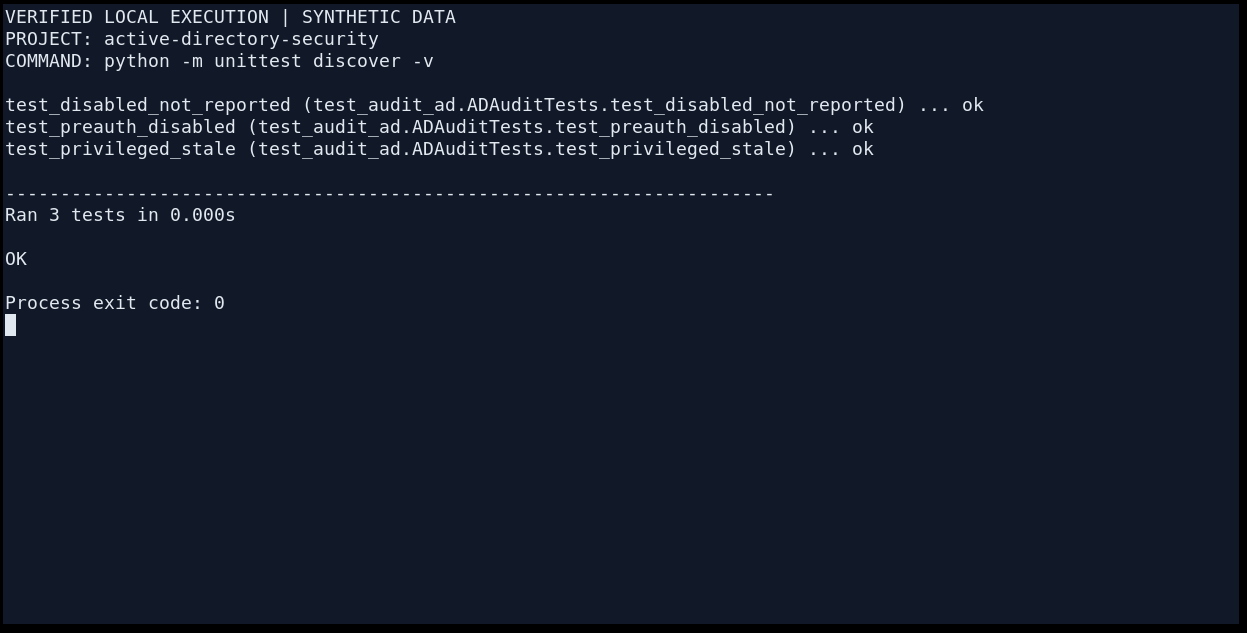 VERIFIED LOCAL EXECUTION | SYNTHETIC DATA
PROJECT: active-directory-security
COMMAND: python -m unittest discover -v
test_disabled_not_reported (test_audit_ad.ADAuditTests.test_disabled_not_reported) ... ok
test_preauth_disabled (test_audit_ad.ADAuditTests.test_preauth_disabled) ... ok
test_privileged_stale (test_audit_ad.ADAuditTests.test_privileged_stale) ... ok
----------------------------------------------------------------------
Ran 3 tests in 0.000s
OK
Process exit code: 0